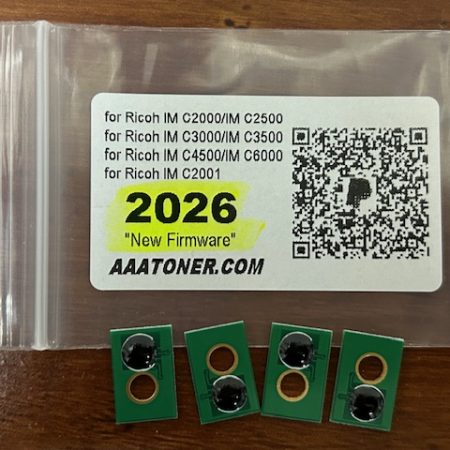 for Ricoh IM C2000/IM C2500
for Ricoh IM C3000/IM C3500
for Ricoh IM C4500/IM C6000
for Ricoh IM C2001
2026
"New Firmware"
AAATONER.COM